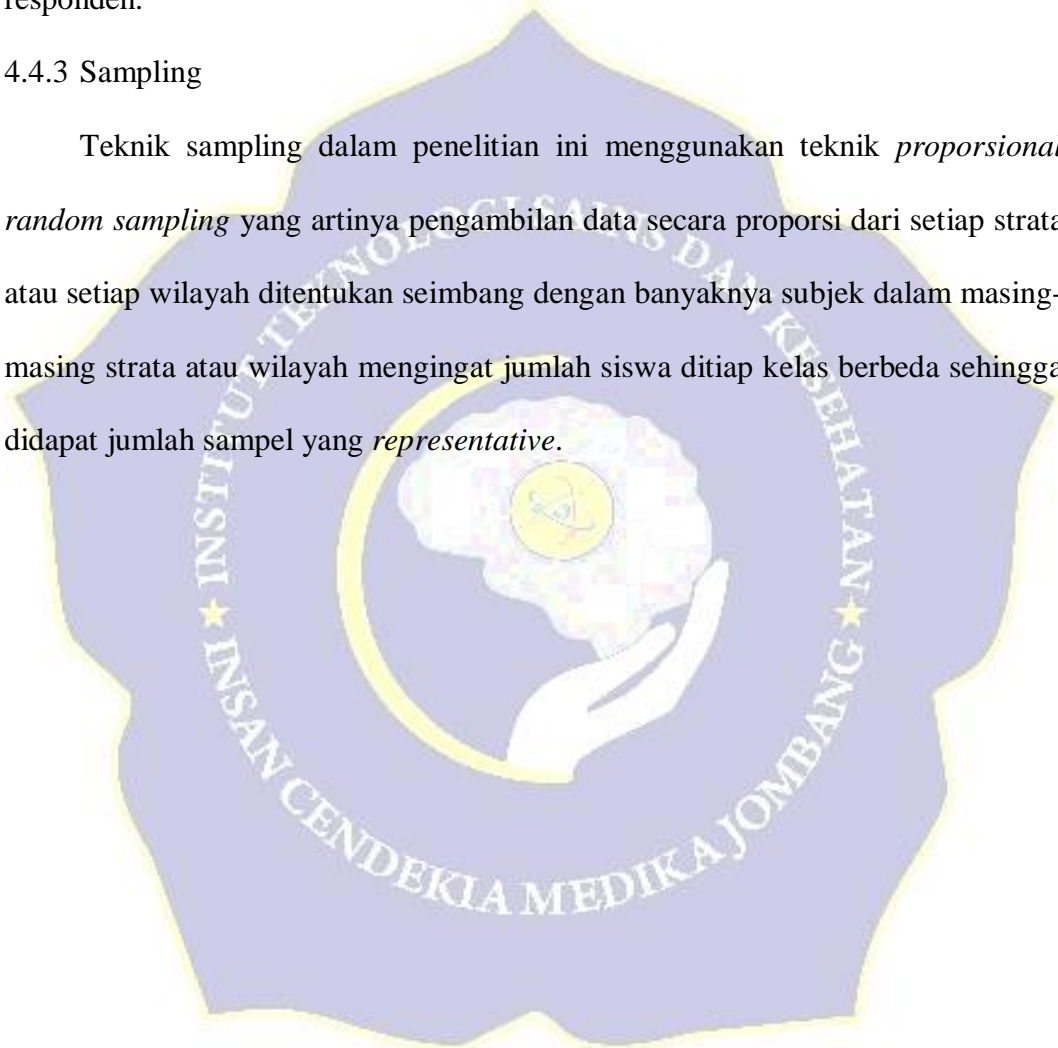 responden.
4.4.3 Sampling
Teknik sampling dalam penelitian ini menggunakan teknik proporsional
random sampling yang artinya pengambilan data secara proporsi dari setiap strata
atau setiap wilayah ditentukan seimbang dengan banyaknya subjek dalam masing-
masing strata atau wilayah mengingat jumlah siswa ditiap kelas berbeda sehingga
didapat jumlah sampel yang representative.
INSTITUT TEKNOLOGI SAINS DAN KESEHATAN
INSAN CENDEKIA MEDIKA JOMBANG